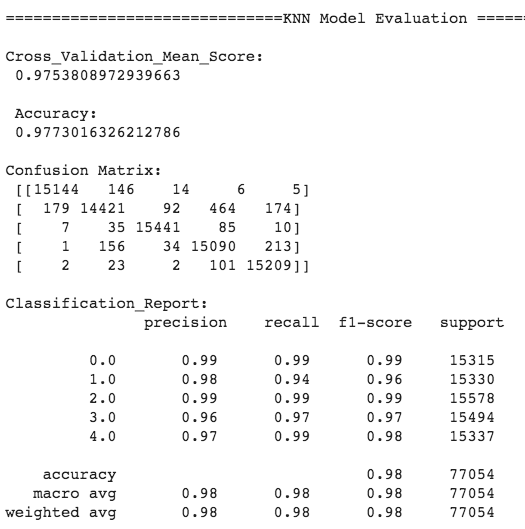 ==============================KNN Model Evaluation =====
Cross_Validation_Mean_Score:
0.9753808972939663
Accuracy:
0.9773016326212786
Confusion Matrix:
[[15144 146 14 6 5]
[ 179 14421 92 464 174]
[ 7 35 15441 85 10]
[ 1 156 34 15090 213]
[ 2 23 2 101 15209]]
Classification_Report:
precision recall f1-score support
0.0 0.99 0.99 0.99 15315
1.0 0.98 0.94 0.96 15330
2.0 0.99 0.99 0.99 15578
3.0 0.96 0.97 0.97 15494
4.0 0.97 0.99 0.98 15337
accuracy 0.98 77054
macro avg 0.98 0.98 0.98 77054
weighted avg 0.98 0.98 0.98 77054